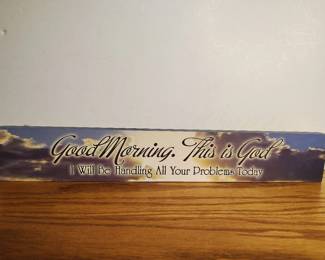 Good Morning. This is God
I Will Be Handling All Your Problems Today